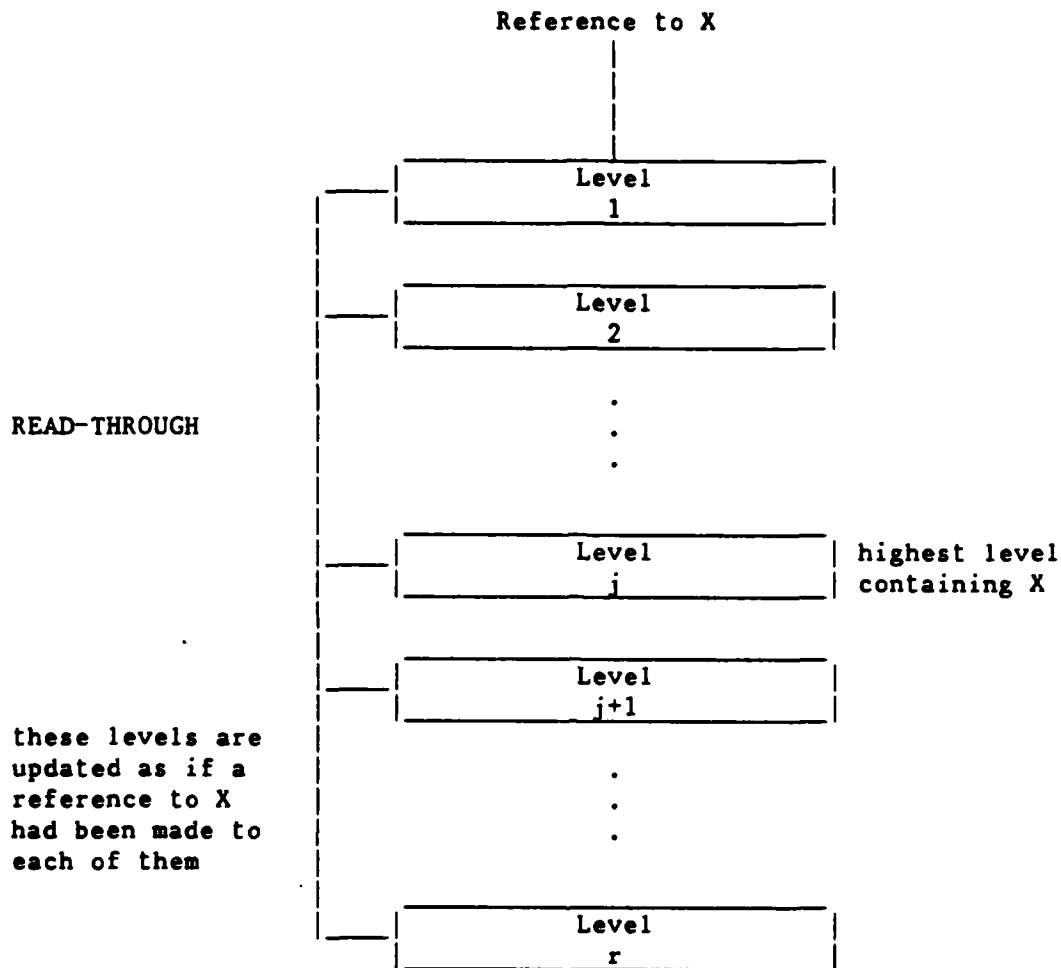 Reference to X
Level
1
Level
2
READ-THROUGH
Level
j
highest level
containing X
Level
j+1
these levels are
updated as if a
reference to X
had been made to
each of them
Level
r